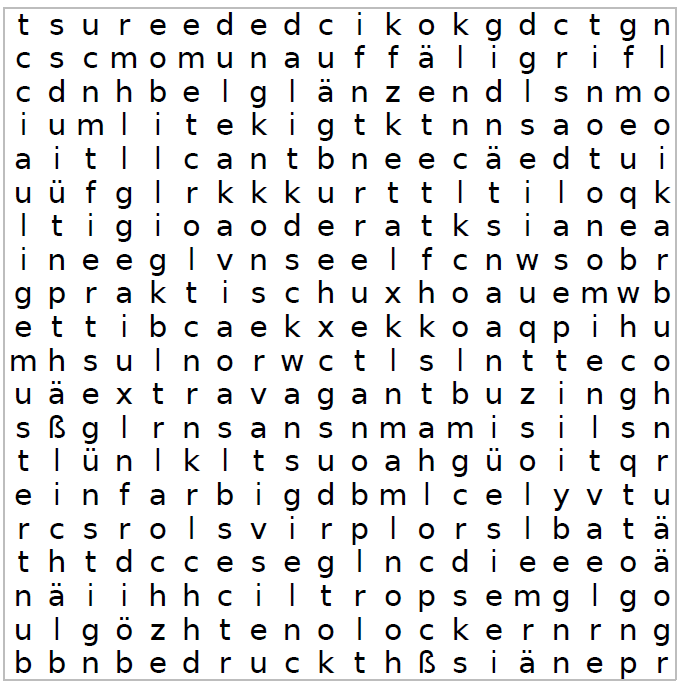 t s u r e e d e d c i k o k g d c t g n
c s c m o m u n a u f f ä l i g r i f l
c d n h b e l g l ä n z e n d l s n m o
i u m l i t e k i g t k t n n s a o e o
a i t l l c a n t b n e e c ä e d t u i
u ü f g l r k k k u r t t l t i l o q k
l t i g i o a o d e r a t k s i a n e a
i n e e g l v n s e e l f c n w s o b r
g p r a k t i s c h u x h o a u e m w b
e t t i b c a e k x e k k o a q p i h u
m h s u l n o r w c t l s l n t t e c o
u ä e x t r a v a g a n t b u z i n g h
s ß g l r n s a n s n m a m i s i l s n
t l ü n l k l t s u o a h g ü o i t q r
e i n f a r b i g d b m l c e l y v t u
r c s r o l s v i r p l o r s l b a t ä
t h t d c c e s e g l n c d i e e e o ä
n ä i i h h c i l t r o p s e m g l g o
u l g ö z h t e n o l o c k e r n r n g
b b n b e d r u c k t h ß s i ä n e p r